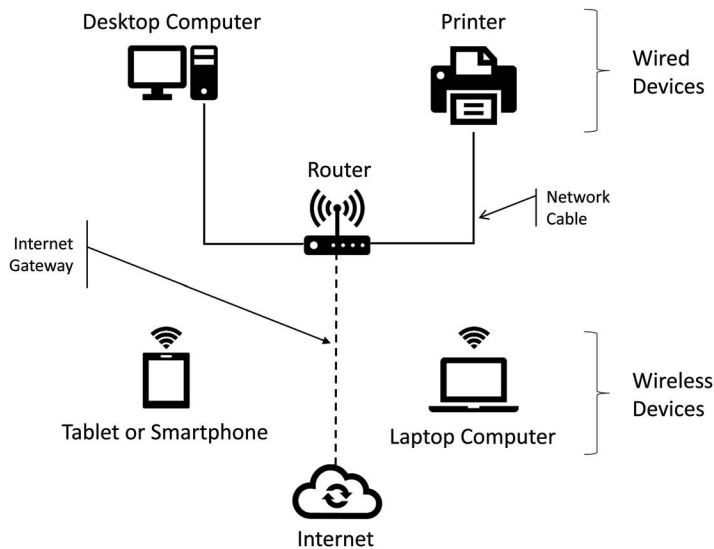 Desktop Computer
Printer
Wired
Devices
Router
Network
Cable
Internet
Gateway
Tablet or Smartphone
Laptop Computer
Wireless
Devices
Internet